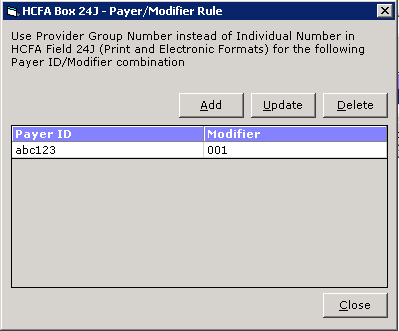 HCFA Box 24J - Payer/Modifier Rule
Use Provider Group Number instead of Individual Number in
HCFA Field 24J (Print and Electronic Formats) for the following
Payer ID/Modifier combination
Add Update Delete
Payer ID Modifier
abc123 001
Close